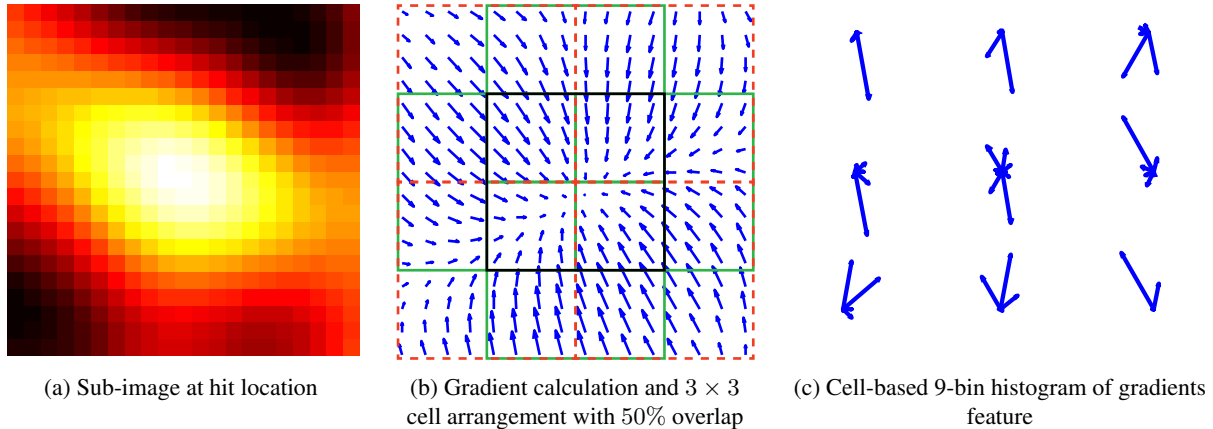 (a) Sub-image at hit location
(b) Gradient calculation and 3 × 3
cell arrangement with 50% overlap
(c) Cell-based 9-bin histogram of gradients
feature